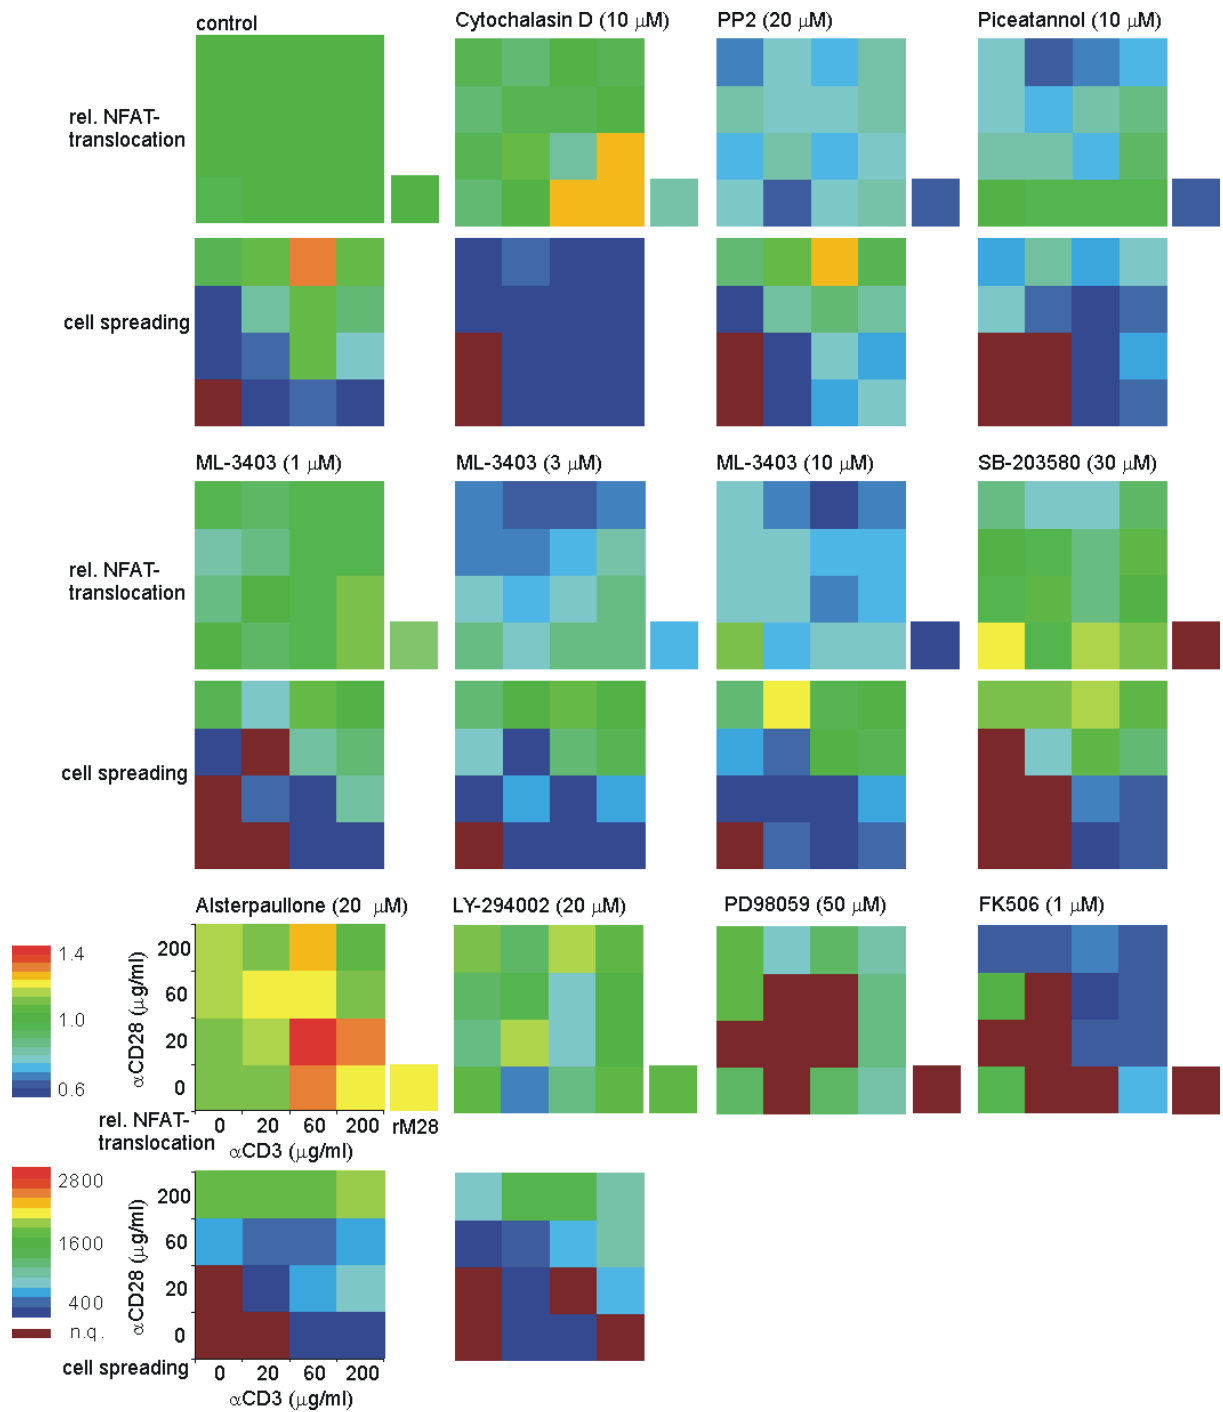 control
Cytochalasin D (10 μM)
PP2 (20 μM)
Piceatannol (10 μM)
rel. NFAT-
translocation
cell spreading
ML-3403 (1 μM)
ML-3403 (3 μM)
ML-3403 (10 μM)
SB-203580 (30 μM)
rel. NFAT-
translocation
cell spreading
Alsterpaullone (20 μM)
LY-294002 (20 μM)
PD98059 (50 μM)
FK506 (1 μM)
1.4
1.0
0.6
αCD28 (μg/ml)
200
60
20
0
rel. NFAT-
translocation
0 20 60 200
rM28
αCD3 (μg/ml)
2800
1600
400
n.q.
αCD28 (μg/ml)
200
60
20
0
cell spreading
0 20 60 200
αCD3 (μg/ml)